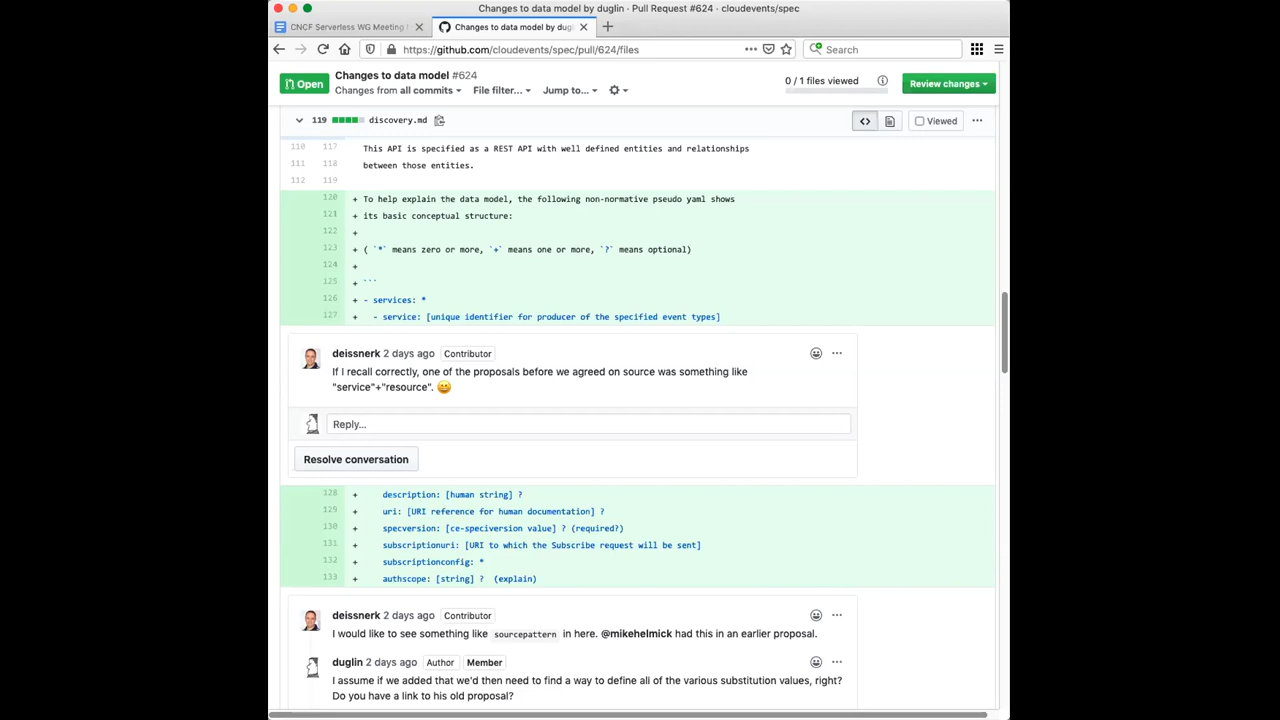 Changes to data model by duglin · Pull Request #624 · cloudevents/spec
CNCF Serverless WG Meeting
Changes to data model by dugl
https://github.com/cloudevents/spec/pull/624/files
Search
Open
Changes to data model #624
Changes from all commits File filter... Jump to...
0 / 1 files viewed
Review changes
119 discovery.md
Viewed
110 117 This API is specified as a REST API with well defined entities and relationships
111 118 between those entities.
112 119
120 + To help explain the data model, the following non-normative pseudo yaml shows
121 + its basic conceptual structure:
122 +
123 + ( `*` means zero or more, `+` means one or more, `?` means optional)
124 +
125 + ```
126 + - services: *
127 + - service: [unique identifier for producer of the specified event types]
deissnerk 2 days ago Contributor
If I recall correctly, one of the proposals before we agreed on source was something like
"service"+"resource". 😄
Reply...
Resolve conversation
128 + description: [human string] ?
129 + uri: [URI reference for human documentation] ?
130 + specversion: [ce-speciversion value] ? (required?)
131 + subscriptionuri: [URI to which the Subscribe request will be sent]
132 + subscriptionconfig: *
133 + authscope: [string] ? (explain)
deissnerk 2 days ago Contributor
I would like to see something like sourcepattern in here. @mikehelmick had this in an earlier proposal.
duglin 2 days ago Author Member
I assume if we added that we'd then need to find a way to define all of the various substitution values, right?
Do you have a link to his old proposal?